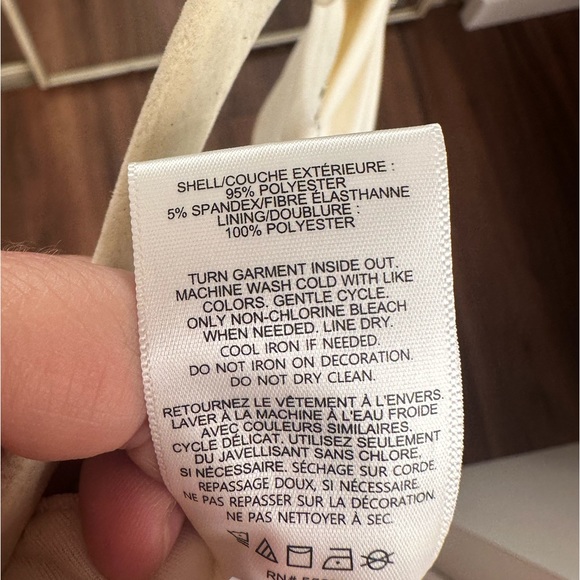 SHELL/COUCHE EXTÉRIEURE :
95% POLYESTER
5% SPANDEX/FIBRE ÉLASTHANNE
LINING/DOUBLURE :
100% POLYESTER
TURN GARMENT INSIDE OUT.
MACHINE WASH COLD WITH LIKE
COLORS. GENTLE CYCLE.
ONLY NON-CHLORINE BLEACH
WHEN NEEDED. LINE DRY.
COOL IRON IF NEEDED.
DO NOT IRON ON DECORATION.
DO NOT DRY CLEAN.
RETOURNEZ LE VÊTEMENT À L'ENVERS.
LAVER À LA MACHINE À L'EAU FROIDE
AVEC COULEURS SIMILAIRES.
CYCLE DÉLICAT. UTILISEZ SEULEMENT
DU JAVELLISANT SANS CHLORE,
SI NÉCESSAIRE. SÉCHAGE SUR CORDE.
REPASSAGE DOUX, SI NÉCESSAIRE.
NE PAS REPASSER SUR LA DÉCORATION.
NE PAS NETTOYER À SEC.
RN#